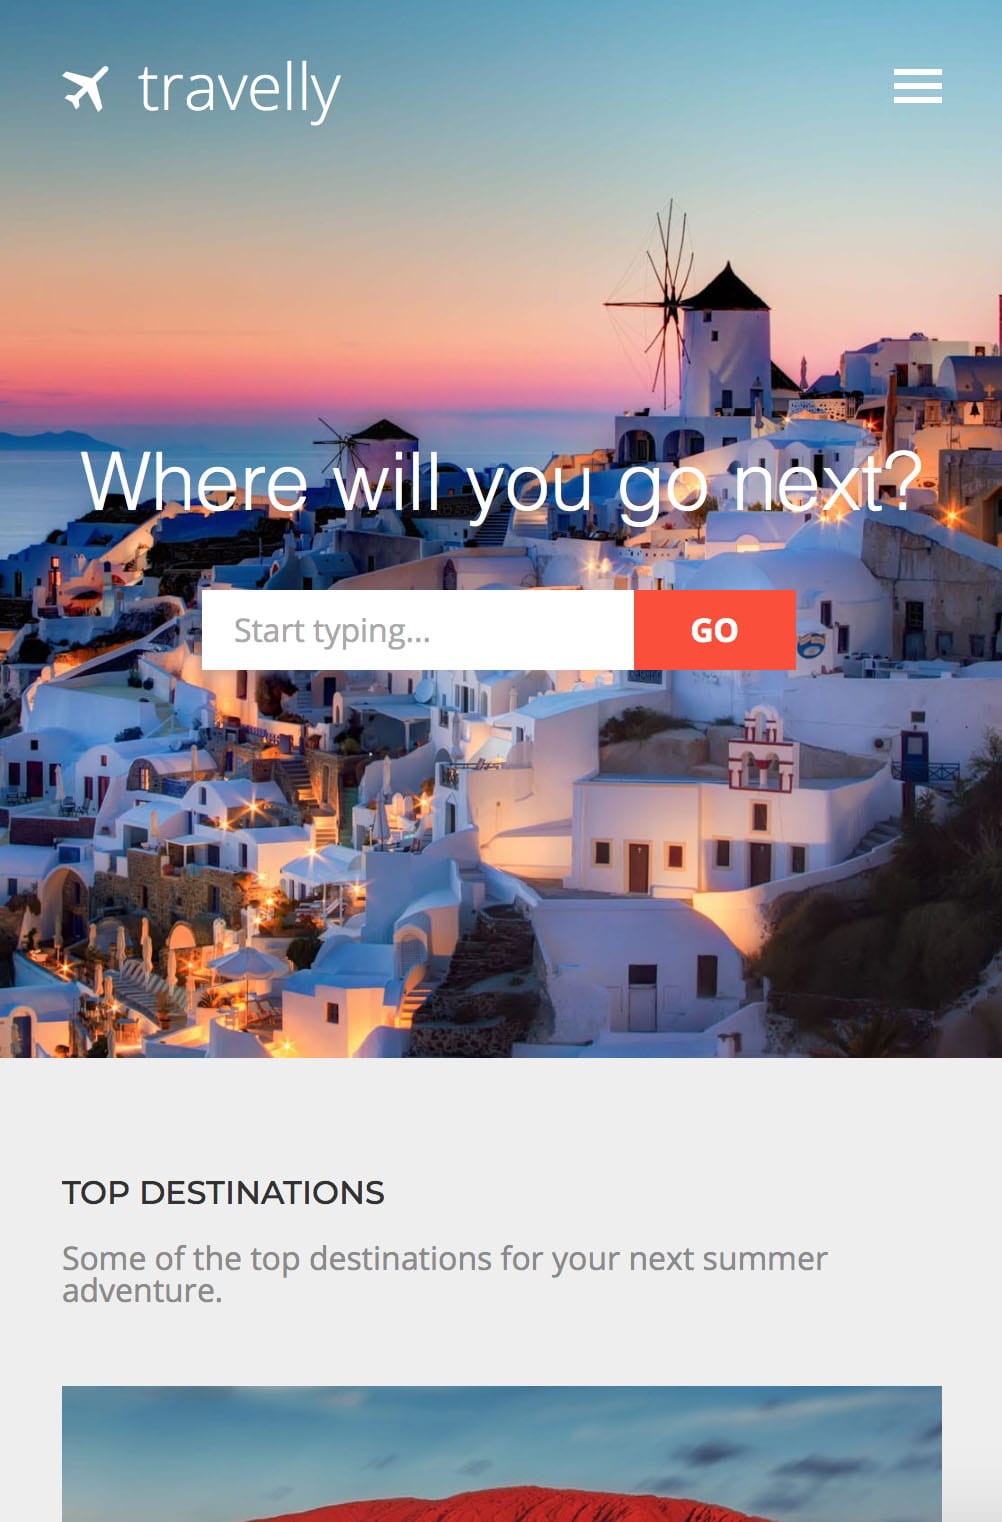 travelly
Where will you go next?
Start typing...
GO
TOP DESTINATIONS
Some of the top destinations for your next summer
adventure.